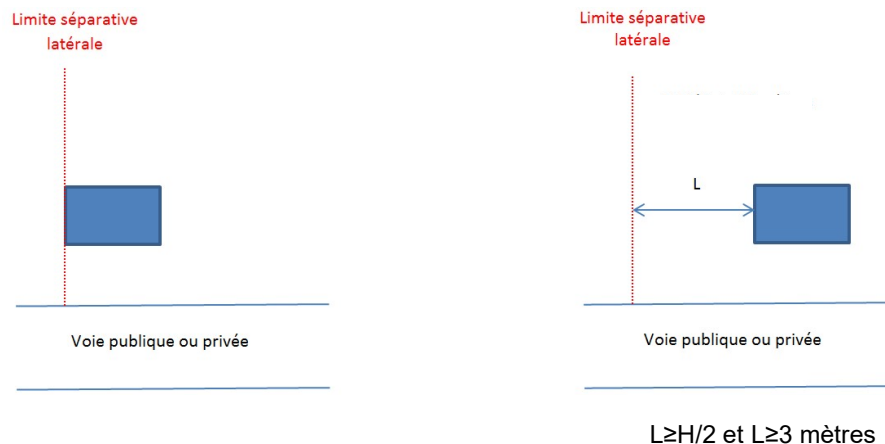 Limite séparative
latérale
Voie publique ou privée
Limite séparative
latérale
L
Voie publique ou privée
L≥H/2 et L≥3 mètres